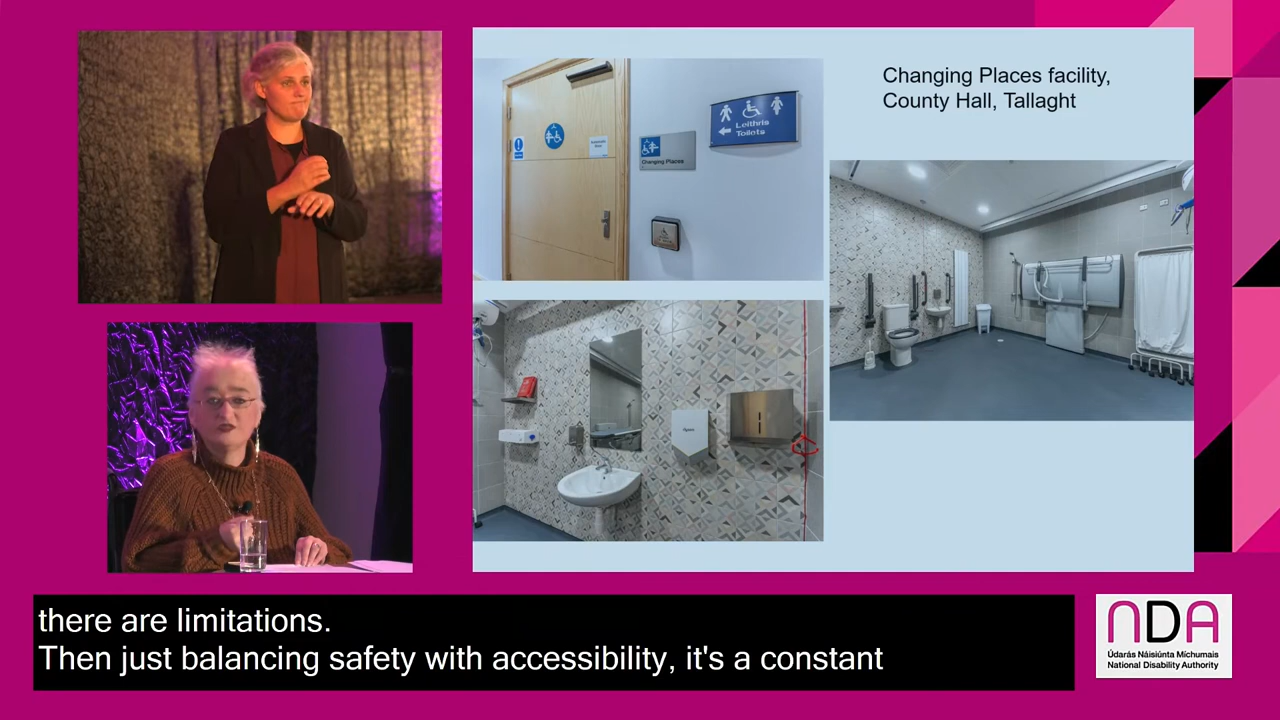 Changing Places facility,
County Hall, Tallaght
Leithris
Toilets
Changing Places
there are limitations.
Then just balancing safety with accessibility, it's a constant
NDA
Údarás Náisiúnta Míchumais
National Disability Authority